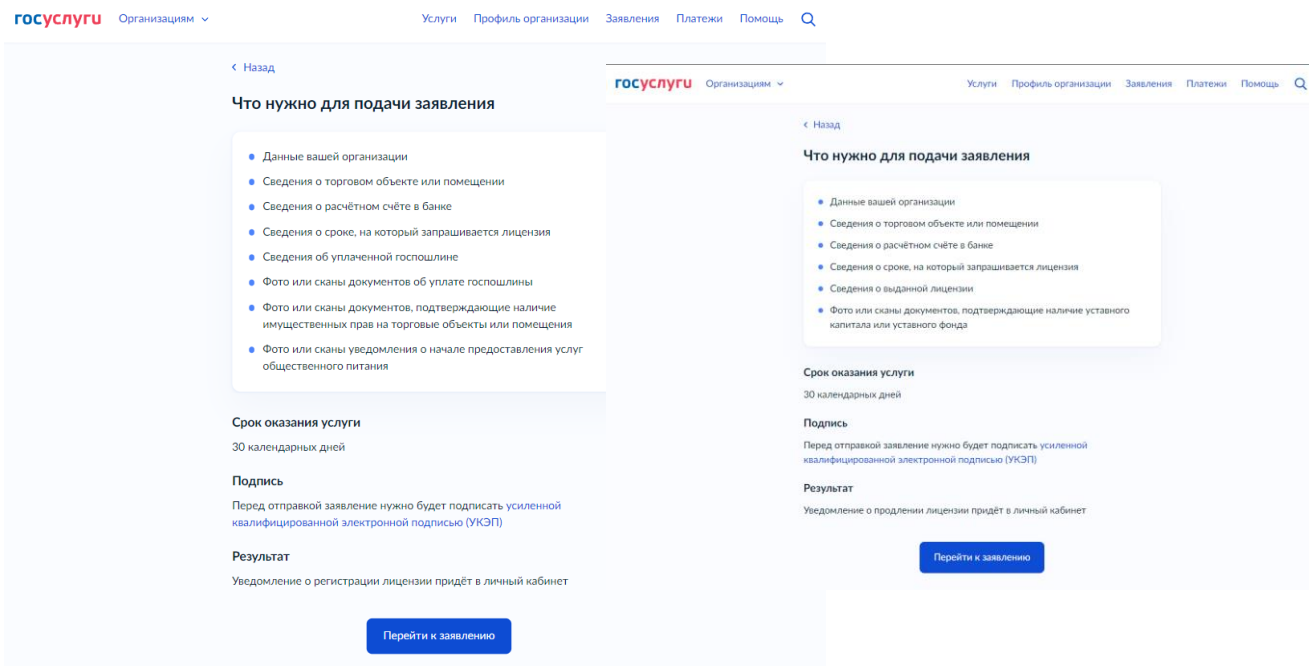 госуслуги Организациям Услуги Профиль организации Заявления Платежи Помощь
Назад
Что нужно для подачи заявления
Данные вашей организации
Сведения о торговом объекте или помещении
Сведения о расчётном счёте в банке
Сведения о сроке, на который запрашивается лицензия
Сведения об уплаченной госпошлине
Фото или сканы документов об уплате госпошлины
Фото или сканы документов, подтверждающие наличие
имущественных прав на торговые объекты или помещения
Фото или сканы уведомления о начале предоставления услуг
общественного питания
Срок оказания услуги
30 календарных дней
Подпись
Перед отправкой заявление нужно будет подписать усиленной
квалифицированной электронной подписью (УКЭП)
Результат
Уведомление о регистрации лицензии придёт в личный кабинет
Перейти к заявлению
госуслуги Организациям Услуги Профиль организации Заявления Платежи Помощь
Назад
Что нужно для подачи заявления
Данные вашей организации
Сведения о торговом объекте или помещении
Сведения о расчётном счёте в банке
Сведения о сроке, на который запрашивается лицензия
Сведения о выданной лицензии
Фото или сканы документов, подтверждающие наличие уставного
капитала или уставного фонда
Срок оказания услуги
30 календарных дней
Подпись
Перед отправкой заявление нужно будет подписать усиленной
квалифицированной электронной подписью (УКЭП)
Результат
Уведомление о продлении лицензии придёт в личный кабинет
Перейти к заявлению